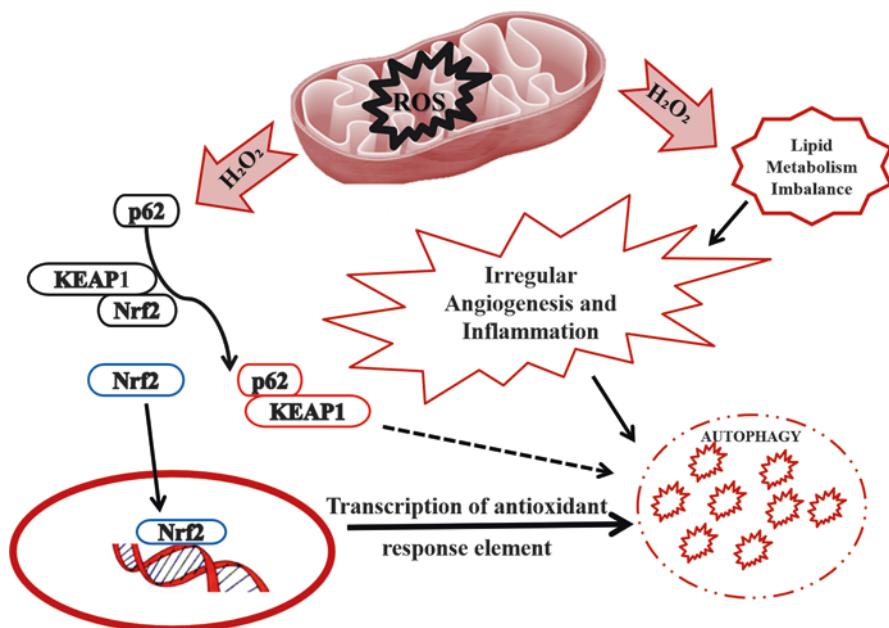 ROS
H₂O₂
H₂O₂
Lipid
Metabolism
Imbalance
p62
KEAP1
Nrf2
Irregular
Angiogenesis and
Inflammation
Nrf2
p62
KEAP1
AUTOPHAGY
Nrf2
Transcription of antioxidant
response element